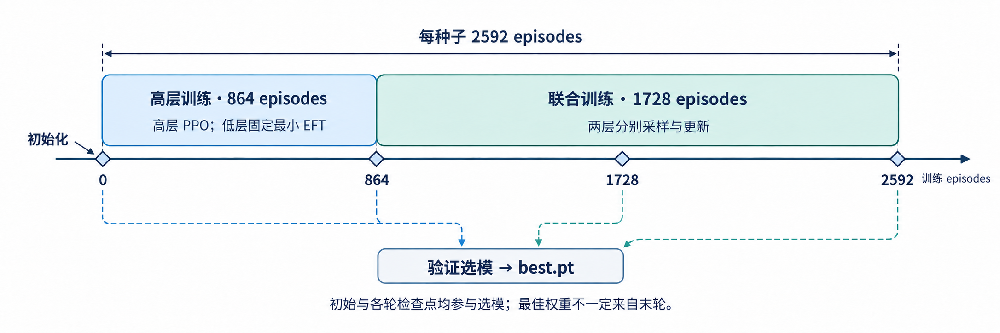 每种子 2592 episodes
高层训练·864 episodes
高层 PPO；低层固定最小 EFT
联合训练·1728 episodes
两层分别采样与更新
初始化
0
864
1728
2592
训练 episodes
验证选模 → best.pt
初始与各轮检查点均参与选模；最佳权重不一定来自末轮。